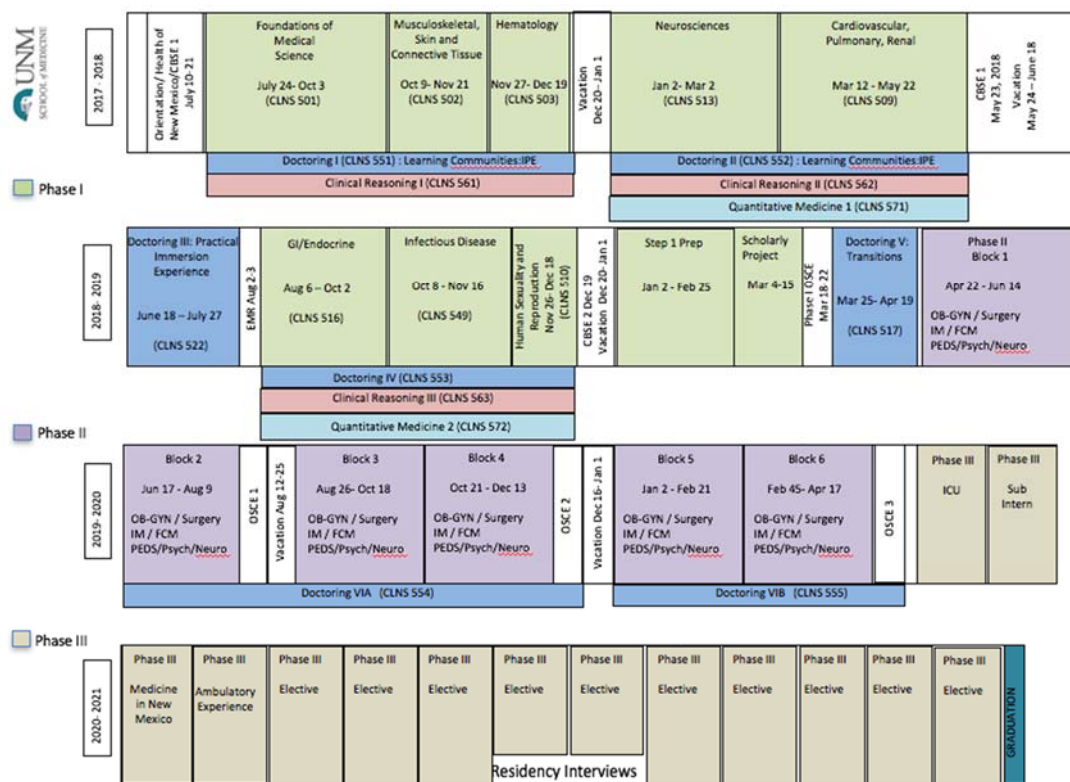 UNM
SCHOOL of MEDICINE
2017 - 2018
Orientation/ Health of
New Mexico/CBSE 1
July 10-21
Foundations of
Medical
Science
July 24- Oct 3
(CLNS 501)
Musculoskeletal,
Skin and
Connective Tissue
Oct 9- Nov 21
(CLNS 502)
Hematology
Nov 27- Dec 19
(CLNS 503)
Vacation
Dec 20– Jan 1
Neurosciences
Jan 2- Mar 2
(CLNS 513)
Cardiovascular,
Pulmonary, Renal
Mar 12 - May 22
(CLNS 509)
CBSE 1
May 23, 2018
Vacation
May 24 – June 18
Doctoring I (CLNS 551) : Learning Communities:IPE
Doctoring II (CLNS 552) : Learning Communities:IPE
Clinical Reasoning I (CLNS 561)
Clinical Reasoning II (CLNS 562)
Quantitative Medicine 1 (CLNS 571)
Phase I
2018- 2019
Doctoring III: Practical
Immersion
Experience
June 18 – July 27
(CLNS 522)
EMR Aug 2-3
GI/Endocrine
Aug 6 – Oct 2
(CLNS 516)
Infectious Disease
Oct 8 - Nov 16
(CLNS 549)
Human Sexuality and
Reproduction
Nov 26- Dec 18
(CLNS 510)
CBSE 2 Dec 19
Vacation Dec 20- Jan 1
Step 1 Prep
Jan 2 - Feb 25
Scholarly
Project
Mar 4-15
Phase I OSCE
Mar 18-22
Doctoring V:
Transitions
Mar 25- Apr 19
(CLNS 517)
Phase II
Block 1
Apr 22 - Jun 14
OB-GYN / Surgery
IM / FCM
PEDS/Psych/Neuro
Doctoring IV (CLNS 553)
Clinical Reasoning III (CLNS 563)
Quantitative Medicine 2 (CLNS 572)
Phase II
2019- 2020
Block 2
Jun 17 - Aug 9
OB-GYN / Surgery
IM / FCM
PEDS/Psych/Neuro
OSCE 1
Vacation Aug 12-25
Block 3
Aug 26- Oct 18
OB-GYN / Surgery
IM / FCM
PEDS/Psych/Neuro
Block 4
Oct 21 - Dec 13
OB-GYN / Surgery
IM / FCM
PEDS/Psych/Neuro
OSCE 2
Vacation Dec 16- Jan 1
Block 5
Jan 2 - Feb 21
OB-GYN / Surgery
IM / FCM
PEDS/Psych/Neuro
Block 6
Feb 45- Apr 17
OB-GYN / Surgery
IM / FCM
PEDS/Psych/Neuro
OSCE 3
Phase III
ICU
Phase III
Sub
Intern
Doctoring VIA (CLNS 554)
Doctoring VIB (CLNS 555)
Phase III
2020- 2021
Phase III
Medicine
in New
Mexico
Phase III
Ambulatory
Experience
Phase III
Elective
Phase III
Elective
Phase III
Elective
Phase III
Elective
Phase III
Elective
Phase III
Elective
Phase III
Elective
Phase III
Elective
Phase III
Elective
Phase III
Elective
GRADUATION
Residency Interviews